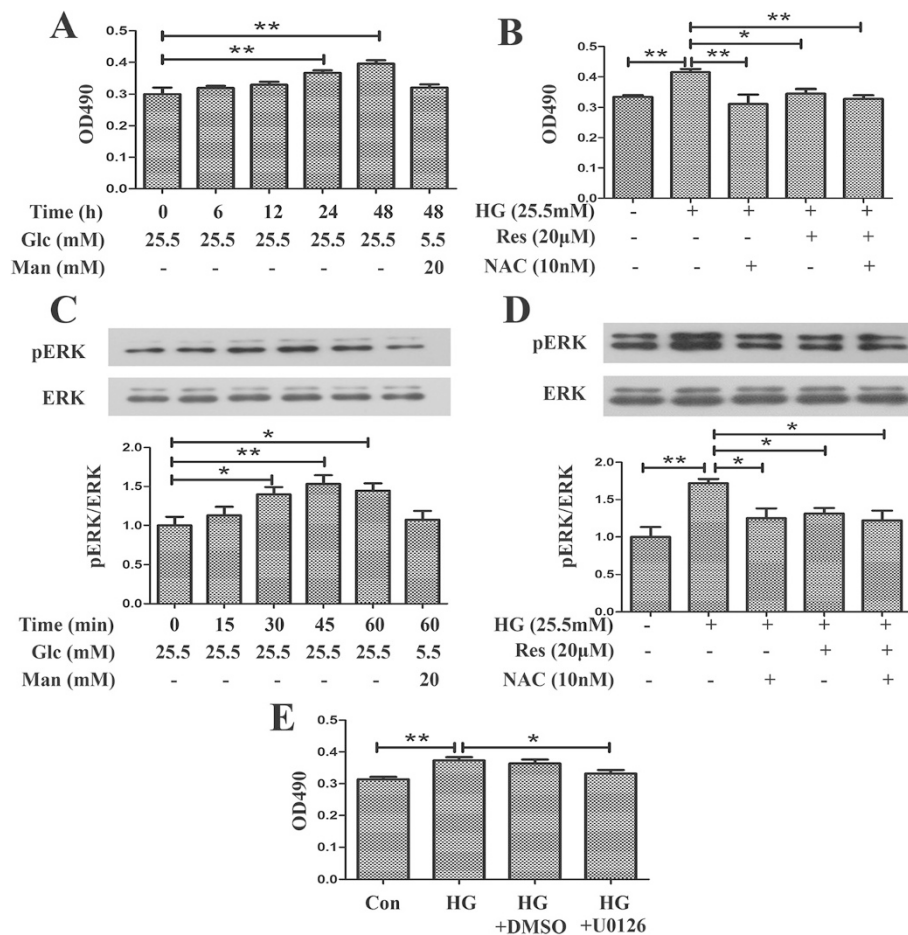 A
**
**
OD490
0.5
0.4
0.3
0.2
0.1
0.0
Time (h) 0 6 12 24 48 48
Glc (mM) 25.5 25.5 25.5 25.5 25.5 5.5
Man (mM) - - - - - 20
B
**
*
** **
OD490
0.5
0.4
0.3
0.2
0.1
0.0
HG (25.5mM) - + + + +
Res (20μM) - - - + +
NAC (10nM) - - + - +
C
pERK
ERK
*
**
*
pERK/ERK
2.0
1.5
1.0
0.5
0.0
Time (min) 0 15 30 45 60 60
Glc (mM) 25.5 25.5 25.5 25.5 25.5 5.5
Man (mM) - - - - - 20
D
pERK
ERK
*
*
** *
pERK/ERK
2.0
1.5
1.0
0.5
0.0
HG (25.5mM) - + + + +
Res (20μM) - - - + +
NAC (10nM) - - + - +
E
** *
OD490
0.5
0.4
0.3
0.2
0.1
0.0
Con HG HG HG
+DMSO +U0126